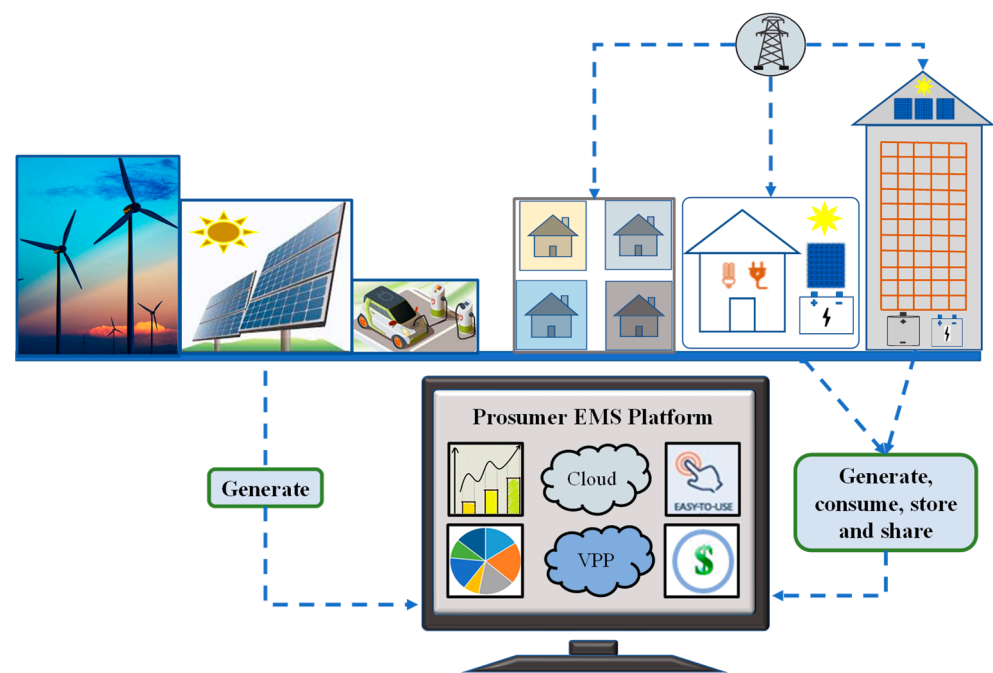 Prosumer EMS Platform
Cloud
EASY-TO-USE
VPP
$
Generate
Generate,
consume, store
and share